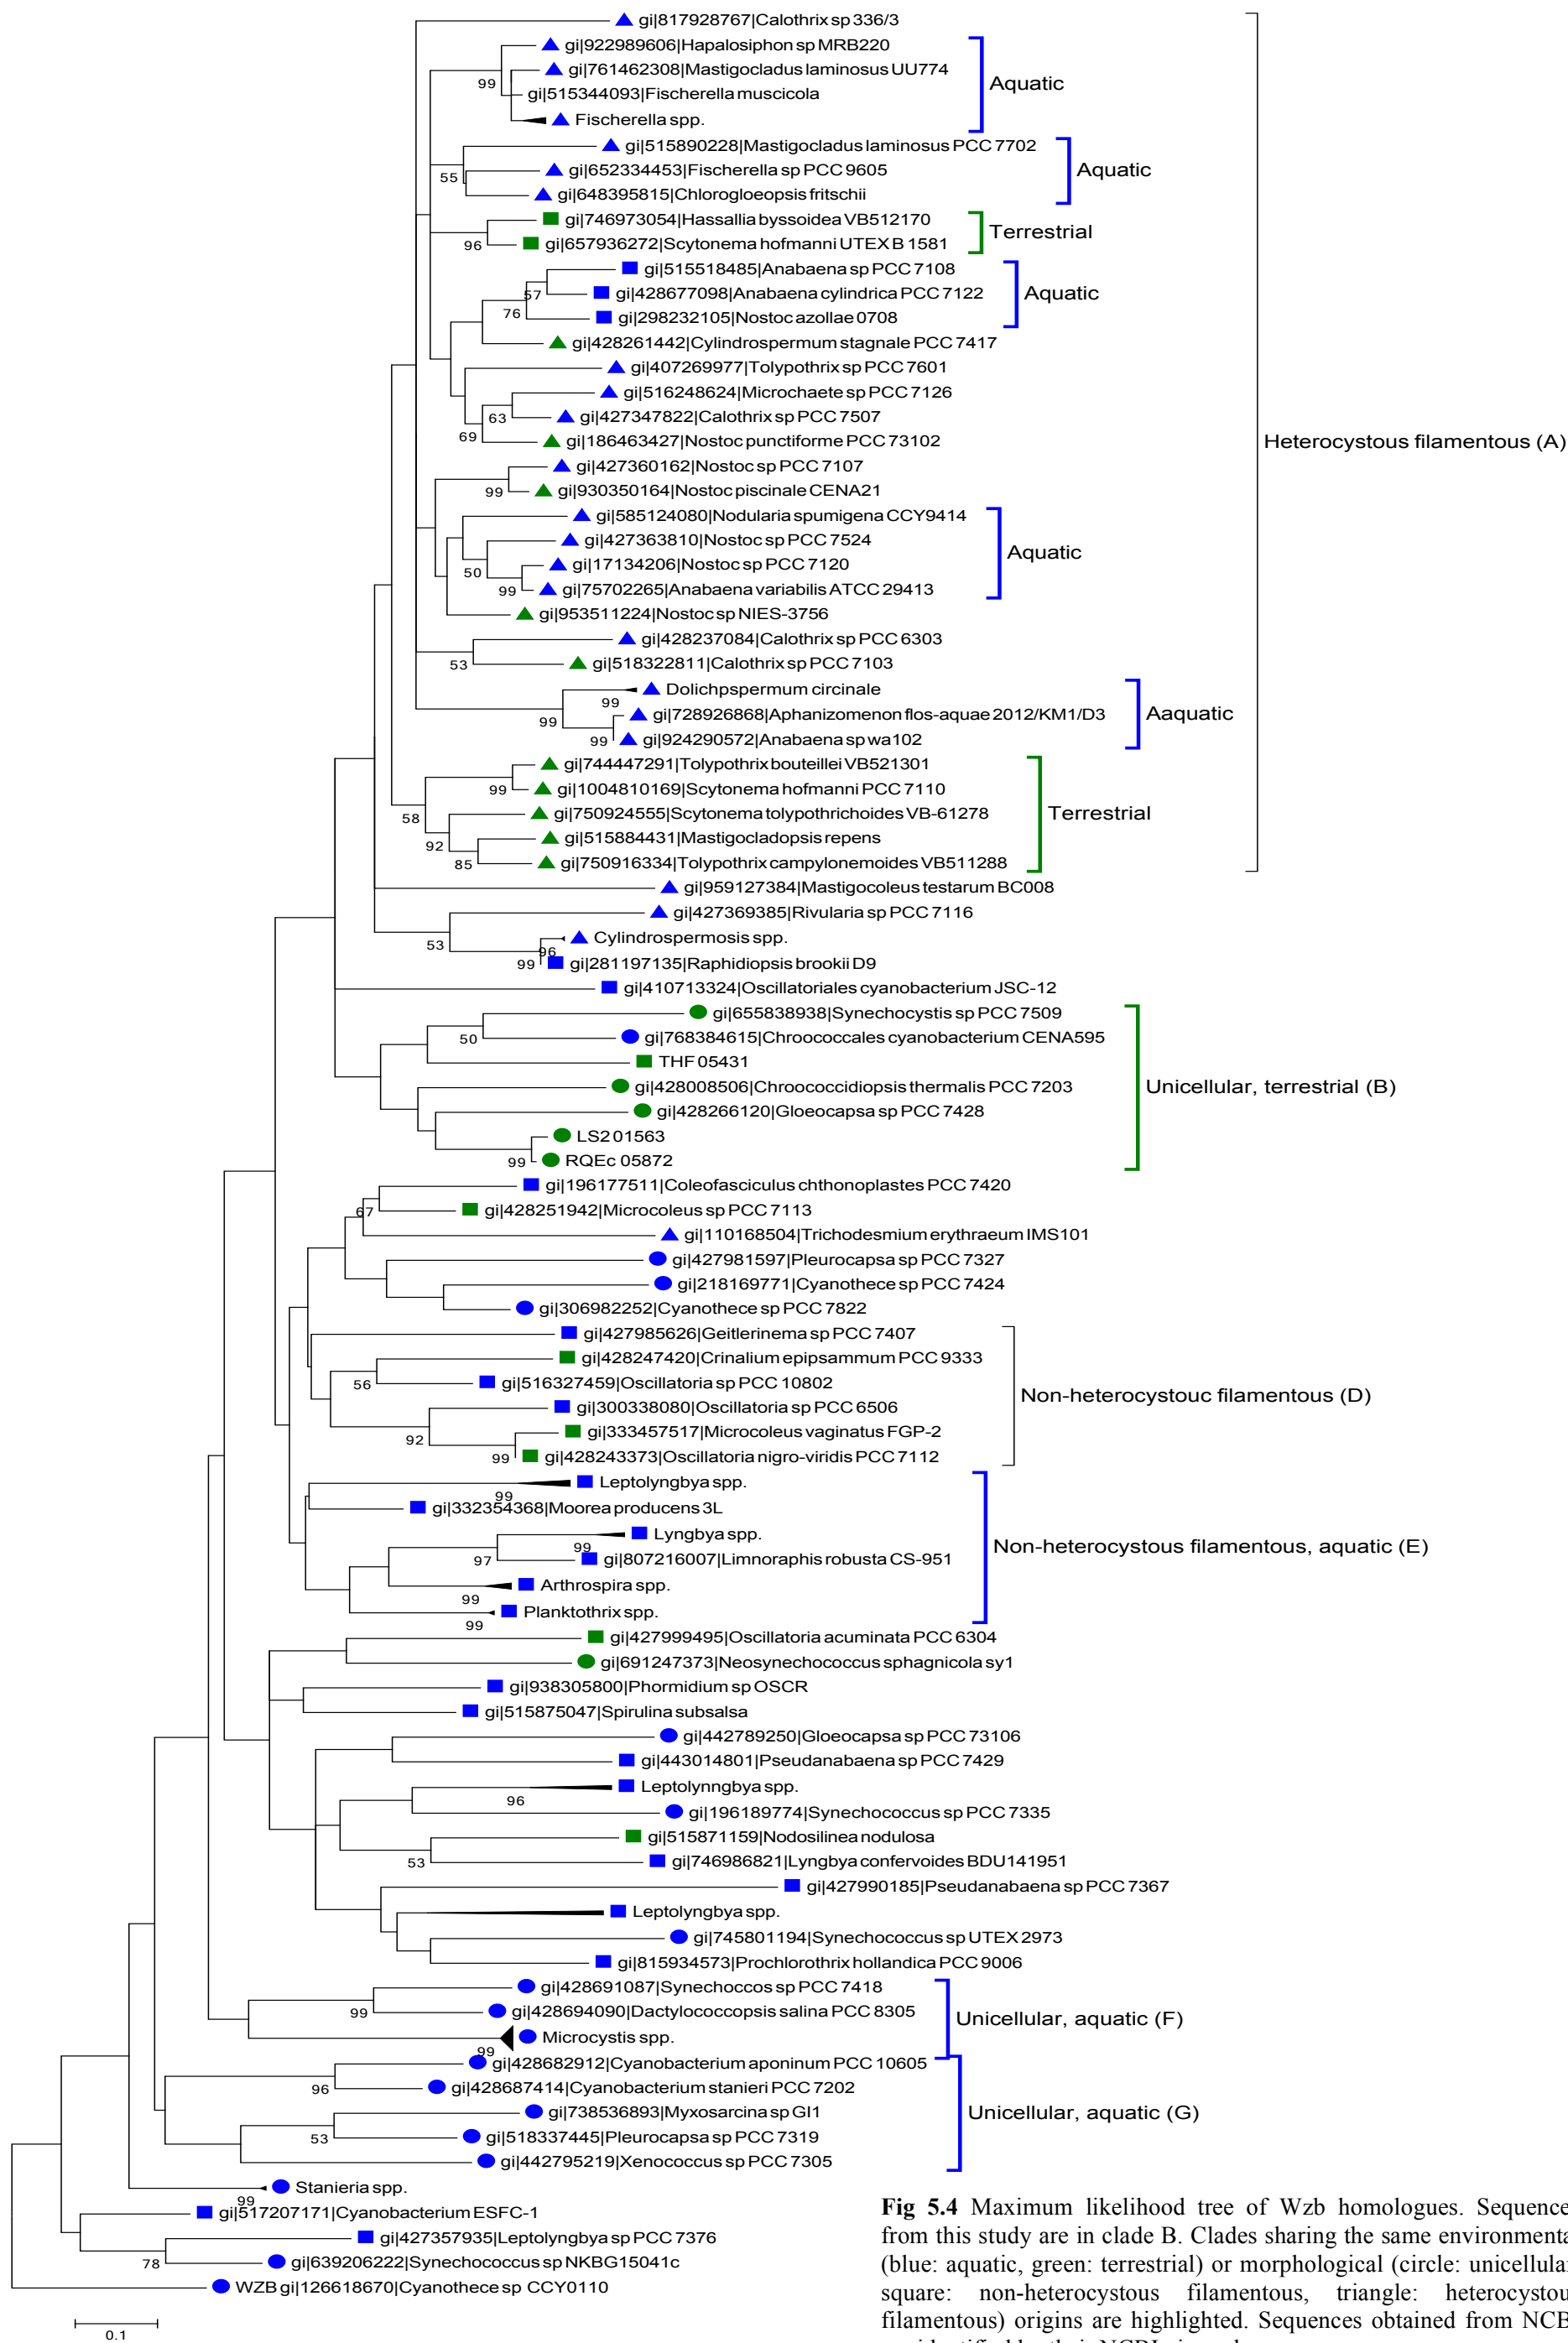 gi|817928767|Calothrix sp 336/3
gi|922989606|Hapalosiphon sp MRB220
gi|761462308|Mastigocladus laminosus UU774
99
Aquatic
gi|515344093|Fischerella muscicola
Fischerella spp.
gi|515890228|Mastigocladus laminosus PCC 7702
gi|652334453|Fischerella sp PCC 9605
Aquatic
55
gi|648395815|Chlorogloeopsis fritschii
gi|746973054|Hassallia byssoidea VB512170
Terrestrial
96
gi|657936272|Scytonema hofmanni UTEX B 1581
gi|515518485|Anabaena sp PCC 7108
57
gi|428677098|Anabaena cylindrica PCC 7122
Aquatic
76
gi|298232105|Nostoc azollae 0708
gi|428261442|Cylindrospermum stagnale PCC 7417
gi|407269977|Tolypothrix sp PCC 7601
gi|516248624|Microchaete sp PCC 7126
63
gi|427347822|Calothrix sp PCC 7507
69
gi|186463427|Nostoc punctiforme PCC 73102
Heterocystous filamentous (A)
gi|427360162|Nostoc sp PCC 7107
99
gi|930350164|Nostoc piscinale CENA21
gi|585124080|Nodularia spumigena CCY9414
gi|427363810|Nostoc sp PCC 7524
Aquatic
50
gi|17134206|Nostoc sp PCC 7120
99
gi|75702265|Anabaena variabilis ATCC 29413
gi|953511224|Nostoc sp NIES-3756
gi|428237084|Calothrix sp PCC 6303
53
gi|518322811|Calothrix sp PCC 7103
Dolichpspermum circinale
99
99
gi|728926868|Aphanizomenon flos-aquae 2012/KM1/D3
Aaquatic
99
gi|924290572|Anabaena sp wa102
gi|744447291|Tolypothrix bouteillei VB521301
99
gi|1004810169|Scytonema hofmanni PCC 7110
58
gi|750924555|Scytonema tolypothrichoides VB-61278
Terrestrial
92
gi|515884431|Mastigocladopsis repens
85
gi|750916334|Tolypothrix campylonemoides VB511288
gi|959127384|Mastigocoleus testarum BC008
gi|427369385|Rivularia sp PCC 7116
53
Cylindrospermosis spp.
96
99
gi|281197135|Raphidiopsis brookii D9
gi|410713324|Oscillatoriales cyanobacterium JSC-12
gi|655838938|Synechocystis sp PCC 7509
50
gi|768384615|Chroococcales cyanobacterium CENA595
THF 05431
gi|428008506|Chroococcidiopsis thermalis PCC 7203
Unicellular, terrestrial (B)
gi|428266120|Gloeocapsa sp PCC 7428
LS2 01563
99
RQEc 05872
gi|196177511|Coleofasciculus chthonoplastes PCC 7420
67
gi|428251942|Microcoleus sp PCC 7113
gi|110168504|Trichodesmium erythraeum IMS101
gi|427981597|Pleurocapsa sp PCC 7327
gi|218169771|Cyanothece sp PCC 7424
gi|306982252|Cyanothece sp PCC 7822
gi|427985626|Geitlerinema sp PCC 7407
gi|428247420|Crinalium epipsammum PCC 9333
56
gi|516327459|Oscillatoria sp PCC 10802
Non-heterocystouc filamentous (D)
gi|300338080|Oscillatoria sp PCC 6506
92
gi|333457517|Microcoleus vaginatus FGP-2
99
gi|428243373|Oscillatoria nigro-viridis PCC 7112
Leptolyngbya spp.
99
gi|332354368|Moorea producens 3L
Lyngbya spp.
99
97
gi|807216007|Limnoraphis robusta CS-951
Non-heterocystous filamentous, aquatic (E)
Arthrospira spp.
99
Planktothrix spp.
99
gi|427999495|Oscillatoria acuminata PCC 6304
gi|691247373|Neosynechococcus sphagnicola sy1
gi|938305800|Phormidium sp OSCR
gi|515875047|Spirulina subsalsa
gi|442789250|Gloeocapsa sp PCC 73106
gi|443014801|Pseudanabaena sp PCC 7429
Leptolynngbya spp.
96
gi|196189774|Synechococcus sp PCC 7335
gi|515871159|Nodosilinea nodulosa
53
gi|746986821|Lyngbya confervoides BDU141951
gi|427990185|Pseudanabaena sp PCC 7367
Leptolyngbya spp.
gi|745801194|Synechococcus sp UTEX 2973
gi|815934573|Prochlorothrix hollandica PCC 9006
gi|428691087|Synechoccos sp PCC 7418
99
gi|428694090|Dactylococcopsis salina PCC 8305
Unicellular, aquatic (F)
Microcystis spp.
99
gi|428682912|Cyanobacterium aponinum PCC 10605
96
gi|428687414|Cyanobacterium stanieri PCC 7202
gi|738536893|Myxosarcina sp GI1
Unicellular, aquatic (G)
53
gi|518337445|Pleurocapsa sp PCC 7319
gi|442795219|Xenococcus sp PCC 7305
Stanieria spp.
99
gi|517207171|Cyanobacterium ESFC-1
gi|427357935|Leptolyngbya sp PCC 7376
78
gi|639206222|Synechococcus sp NKBG15041c
WZB gi|126618670|Cyanothece sp CCY0110
0.1
Fig 5.4 Maximum likelihood tree of Wzb homologues. Sequence
from this study are in clade B. Clades sharing the same environmenta
(blue: aquatic, green: terrestrial) or morphological (circle: unicellular
square: non-heterocystous filamentous, triangle: heterocystou
filamentous) origins are highlighted. Sequences obtained from NCB